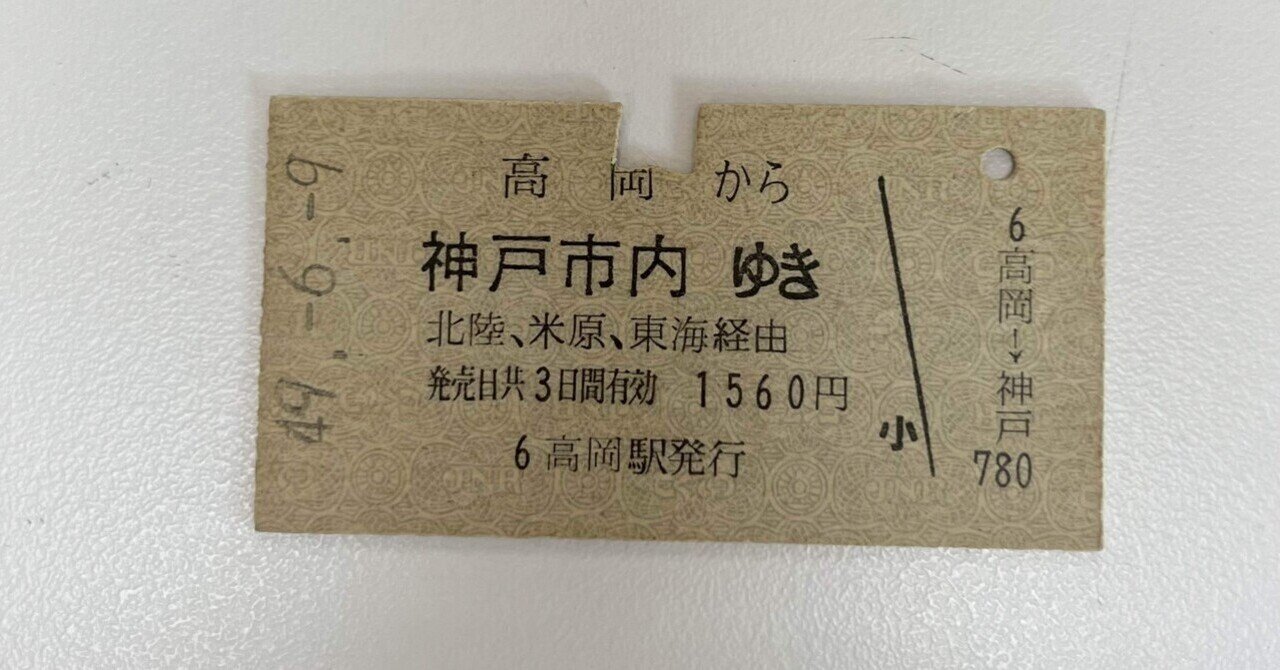 49.-6.-9
高岡から
神戸市内 ゆき
北陸、米原、東海経由
発売日共3日間有効 1560円
6 高岡駅発行
小
6高岡→神戸
780